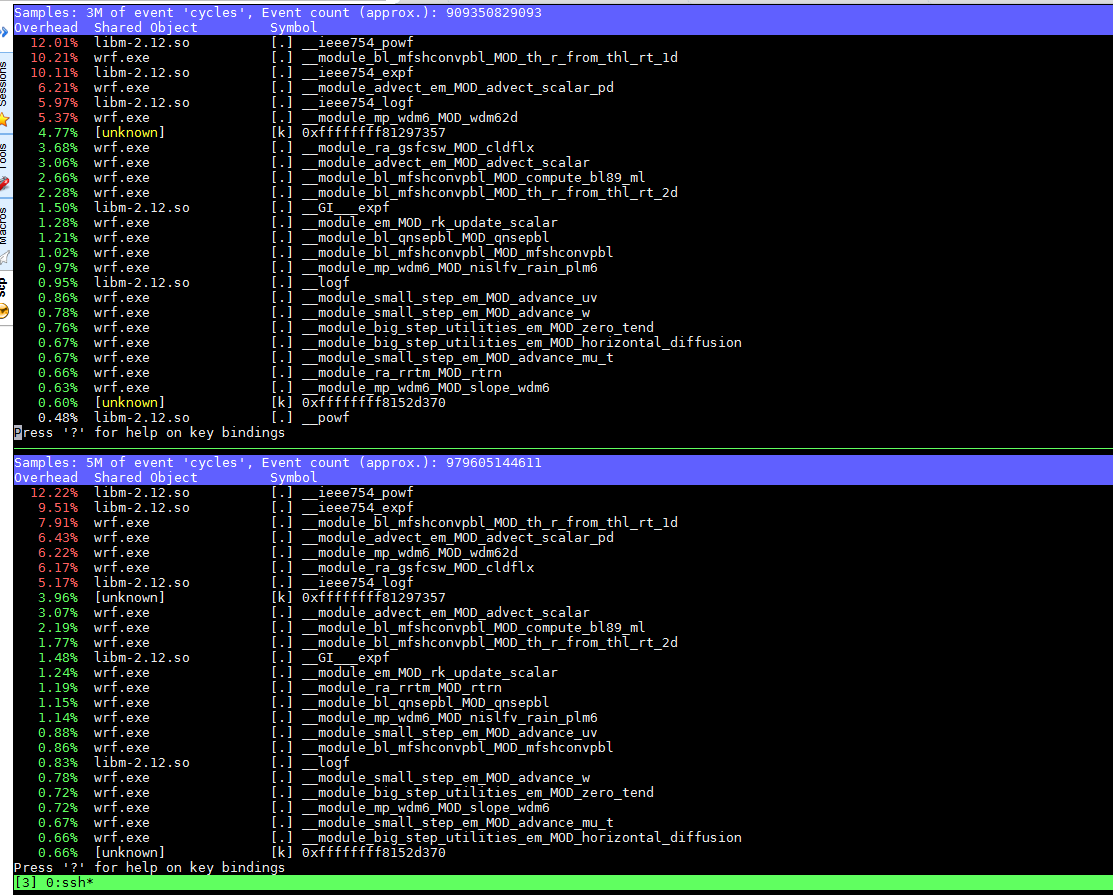 Sessions
Tools
Macros
Scp
Samples: 3M of event 'cycles', Event count (approx.): 909350829093
Overhead  Shared Object         Symbol
12.01%  libm-2.12.so          [.] __ieee754_powf
10.21%  wrf.exe               [.] __module_bl_mfshconvpbl_MOD_th_r_from_thl_rt_1d
10.11%  libm-2.12.so          [.] __ieee754_expf
6.21%  wrf.exe               [.] __module_advect_em_MOD_advect_scalar_pd
5.97%  libm-2.12.so          [.] __ieee754_logf
5.37%  wrf.exe               [.] __module_mp_wdm6_MOD_wdm62d
4.77%  [unknown]             [k] 0xffffffff81297357
3.68%  wrf.exe               [.] __module_ra_gsfcsw_MOD_cldflx
3.06%  wrf.exe               [.] __module_advect_em_MOD_advect_scalar
2.66%  wrf.exe               [.] __module_bl_mfshconvpbl_MOD_compute_bl89_ml
2.28%  wrf.exe               [.] __module_bl_mfshconvpbl_MOD_th_r_from_thl_rt_2d
1.50%  libm-2.12.so          [.] __GI___expf
1.28%  wrf.exe               [.] __module_em_MOD_rk_update_scalar
1.21%  wrf.exe               [.] __module_bl_qnsepbl_MOD_qnsepbl
1.02%  wrf.exe               [.] __module_bl_mfshconvpbl_MOD_mfshconvpbl
0.97%  wrf.exe               [.] __module_mp_wdm6_MOD_nislfv_rain_plm6
0.95%  libm-2.12.so          [.] __logf
0.86%  wrf.exe               [.] __module_small_step_em_MOD_advance_uv
0.78%  wrf.exe               [.] __module_small_step_em_MOD_advance_w
0.76%  wrf.exe               [.] __module_big_step_utilities_em_MOD_zero_tend
0.67%  wrf.exe               [.] __module_big_step_utilities_em_MOD_horizontal_diffusion
0.67%  wrf.exe               [.] __module_small_step_em_MOD_advance_mu_t
0.66%  wrf.exe               [.] __module_ra_rrtm_MOD_rtrn
0.63%  wrf.exe               [.] __module_mp_wdm6_MOD_slope_wdm6
0.60%  [unknown]             [k] 0xffffffff8152d370
0.48%  libm-2.12.so          [.] __powf
Press '?' for help on key bindings
Samples: 5M of event 'cycles', Event count (approx.): 979605144611
Overhead  Shared Object         Symbol
12.22%  libm-2.12.so          [.] __ieee754_powf
9.51%  libm-2.12.so          [.] __ieee754_expf
7.91%  wrf.exe               [.] __module_bl_mfshconvpbl_MOD_th_r_from_thl_rt_1d
6.43%  wrf.exe               [.] __module_advect_em_MOD_advect_scalar_pd
6.22%  wrf.exe               [.] __module_mp_wdm6_MOD_wdm62d
6.17%  wrf.exe               [.] __module_ra_gsfcsw_MOD_cldflx
5.17%  libm-2.12.so          [.] __ieee754_logf
3.96%  [unknown]             [k] 0xffffffff81297357
3.07%  wrf.exe               [.] __module_advect_em_MOD_advect_scalar
2.19%  wrf.exe               [.] __module_bl_mfshconvpbl_MOD_compute_bl89_ml
1.77%  wrf.exe               [.] __module_bl_mfshconvpbl_MOD_th_r_from_thl_rt_2d
1.48%  libm-2.12.so          [.] __GI___expf
1.24%  wrf.exe               [.] __module_em_MOD_rk_update_scalar
1.19%  wrf.exe               [.] __module_ra_rrtm_MOD_rtrn
1.15%  wrf.exe               [.] __module_bl_qnsepbl_MOD_qnsepbl
1.14%  wrf.exe               [.] __module_mp_wdm6_MOD_nislfv_rain_plm6
0.88%  wrf.exe               [.] __module_small_step_em_MOD_advance_uv
0.86%  wrf.exe               [.] __module_bl_mfshconvpbl_MOD_mfshconvpbl
0.83%  libm-2.12.so          [.] __logf
0.78%  wrf.exe               [.] __module_small_step_em_MOD_advance_w
0.72%  wrf.exe               [.] __module_big_step_utilities_em_MOD_zero_tend
0.72%  wrf.exe               [.] __module_mp_wdm6_MOD_slope_wdm6
0.67%  wrf.exe               [.] __module_small_step_em_MOD_advance_mu_t
0.66%  wrf.exe               [.] __module_big_step_utilities_em_MOD_horizontal_diffusion
0.66%  [unknown]             [k] 0xffffffff8152d370
Press '?' for help on key bindings
[3] 0:ssh*